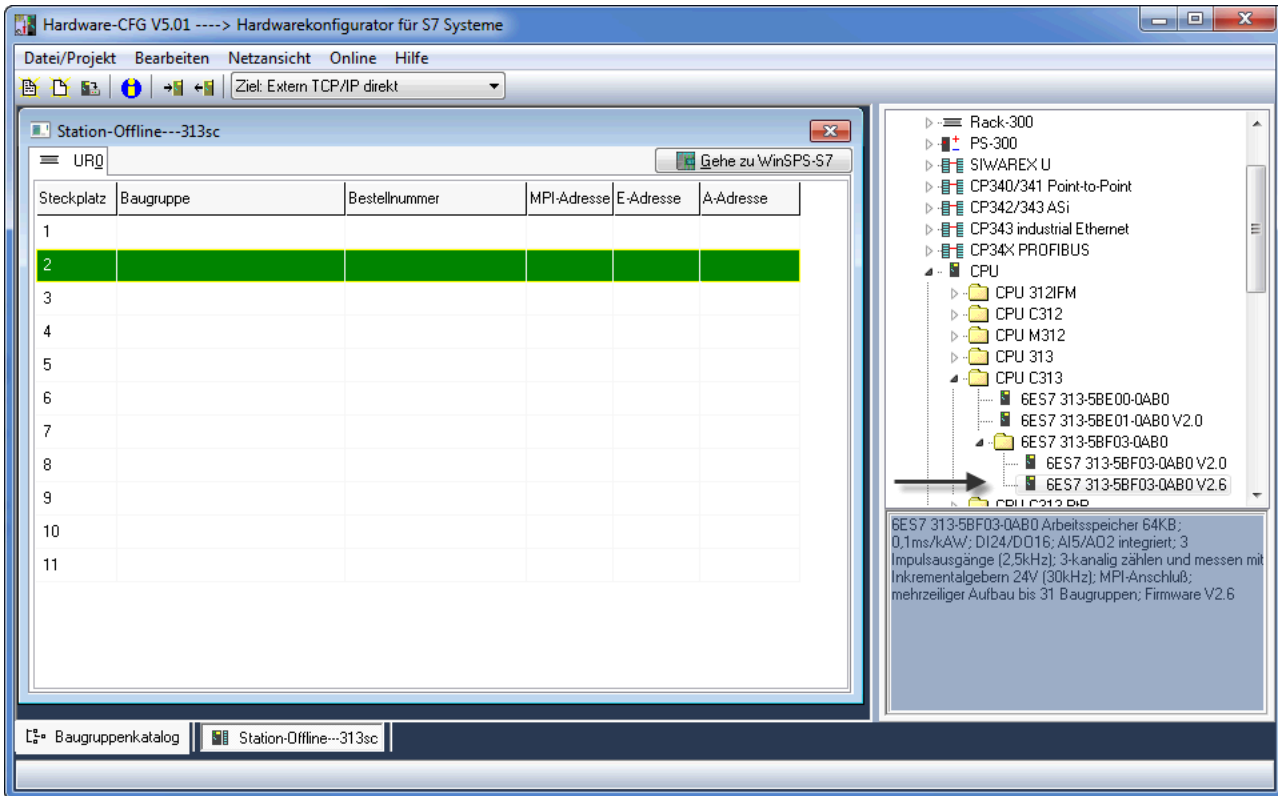 Hardware-CFG V5.01 ----> Hardwarekonfigurator für S7 Systeme
Datei/Projekt Bearbeiten Netzansicht Online Hilfe
Ziel: Extern TCP/IP direkt
Station-Offline---313sc
UR0
Gehe zu WinSPS-S7
Steckplatz Baugruppe Bestellnummer MPI-Adresse E-Adresse A-Adresse
1
2
3
4
5
6
7
8
9
10
11
Rack-300
PS-300
SIWAREX U
CP340/341 Point-to-Point
CP342/343 ASi
CP343 industrial Ethernet
CP34X PROFIBUS
CPU
CPU 312IFM
CPU C312
CPU M312
CPU 313
CPU C313
6ES7 313-5BE00-0AB0
6ES7 313-5BE01-0AB0 V2.0
6ES7 313-5BF03-0AB0
6ES7 313-5BF03-0AB0 V2.0
6ES7 313-5BF03-0AB0 V2.6
CPU C313 PtP
6ES7 313-5BF03-0AB0 Arbeitsspeicher 64KB;
0,1ms/kAW; DI24/DO16; AI5/AO2 integriert; 3
Impulsausgänge (2,5kHz); 3-kanalig zählen und messen mit
Inkrementalgebern 24V (30kHz); MPI-Anschluß;
mehrzeiliger Aufbau bis 31 Baugruppen; Firmware V2.6
Baugruppenkatalog
Station-Offline---313sc